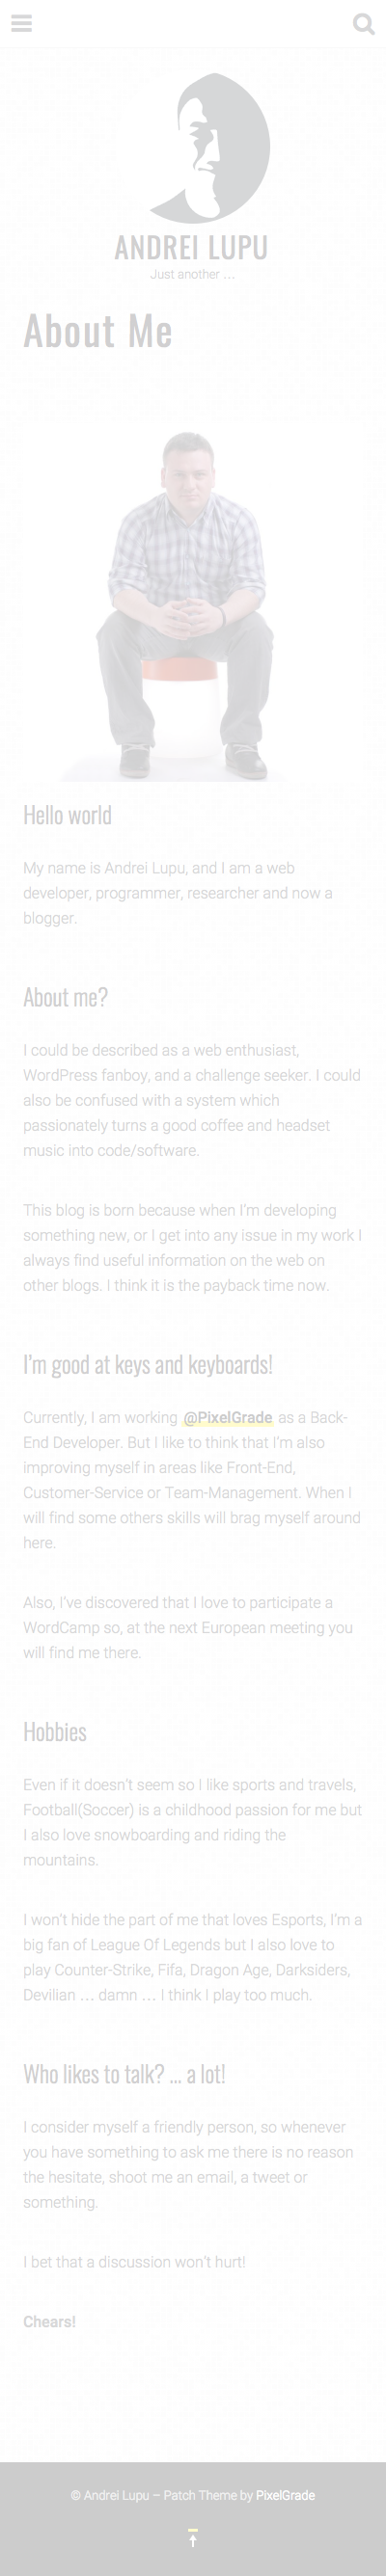 ANDREI LUPU
Just another …
About Me
Hello world
My name is Andrei Lupu, and I am a web
developer, programmer, researcher and now a
blogger.
About me?
I could be described as a web enthusiast,
WordPress fanboy, and a challenge seeker. I could
also be confused with a system which
passionately turns a good coffee and headset
music into code/software.
This blog is born because when I'm developing
something new, or I get into any issue in my work I
always find useful information on the web on
other blogs. I think it is the payback time now.
I'm good at keys and keyboards!
Currently, I am working @PixelGrade as a Back-
End Developer. But I like to think that I'm also
improving myself in areas like Front-End,
Customer-Service or Team-Management. When I
will find some others skills will brag myself around
here.
Also, I've discovered that I love to participate a
WordCamp so, at the next European meeting you
will find me there.
Hobbies
Even if it doesn't seem so I like sports and travels,
Football(Soccer) is a childhood passion for me but
I also love snowboarding and riding the
mountains.
I won't hide the part of me that loves Esports, I'm a
big fan of League Of Legends but I also love to
play Counter-Strike, Fifa, Dragon Age, Darksiders,
Devilian … damn … I think I play too much.
Who likes to talk? … a lot!
I consider myself a friendly person, so whenever
you have something to ask me there is no reason
the hesitate, shoot me an email, a tweet or
something.
I bet that a discussion won't hurt!
Chears!
© Andrei Lupu – Patch Theme by PixelGrade